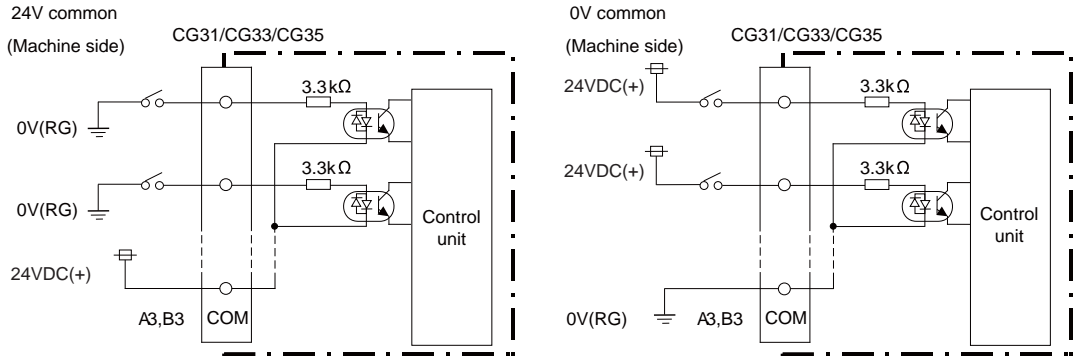 24V common
(Machine side)
CG31/CG33/CG35
3.3kΩ
0V(RG)
3.3kΩ
0V(RG)
Control
unit
24VDC(+)
A3,B3
COM
0V common
(Machine side)
CG31/CG33/CG35
24VDC(+)
3.3kΩ
24VDC(+)
3.3kΩ
Control
unit
0V(RG)
A3,B3
COM